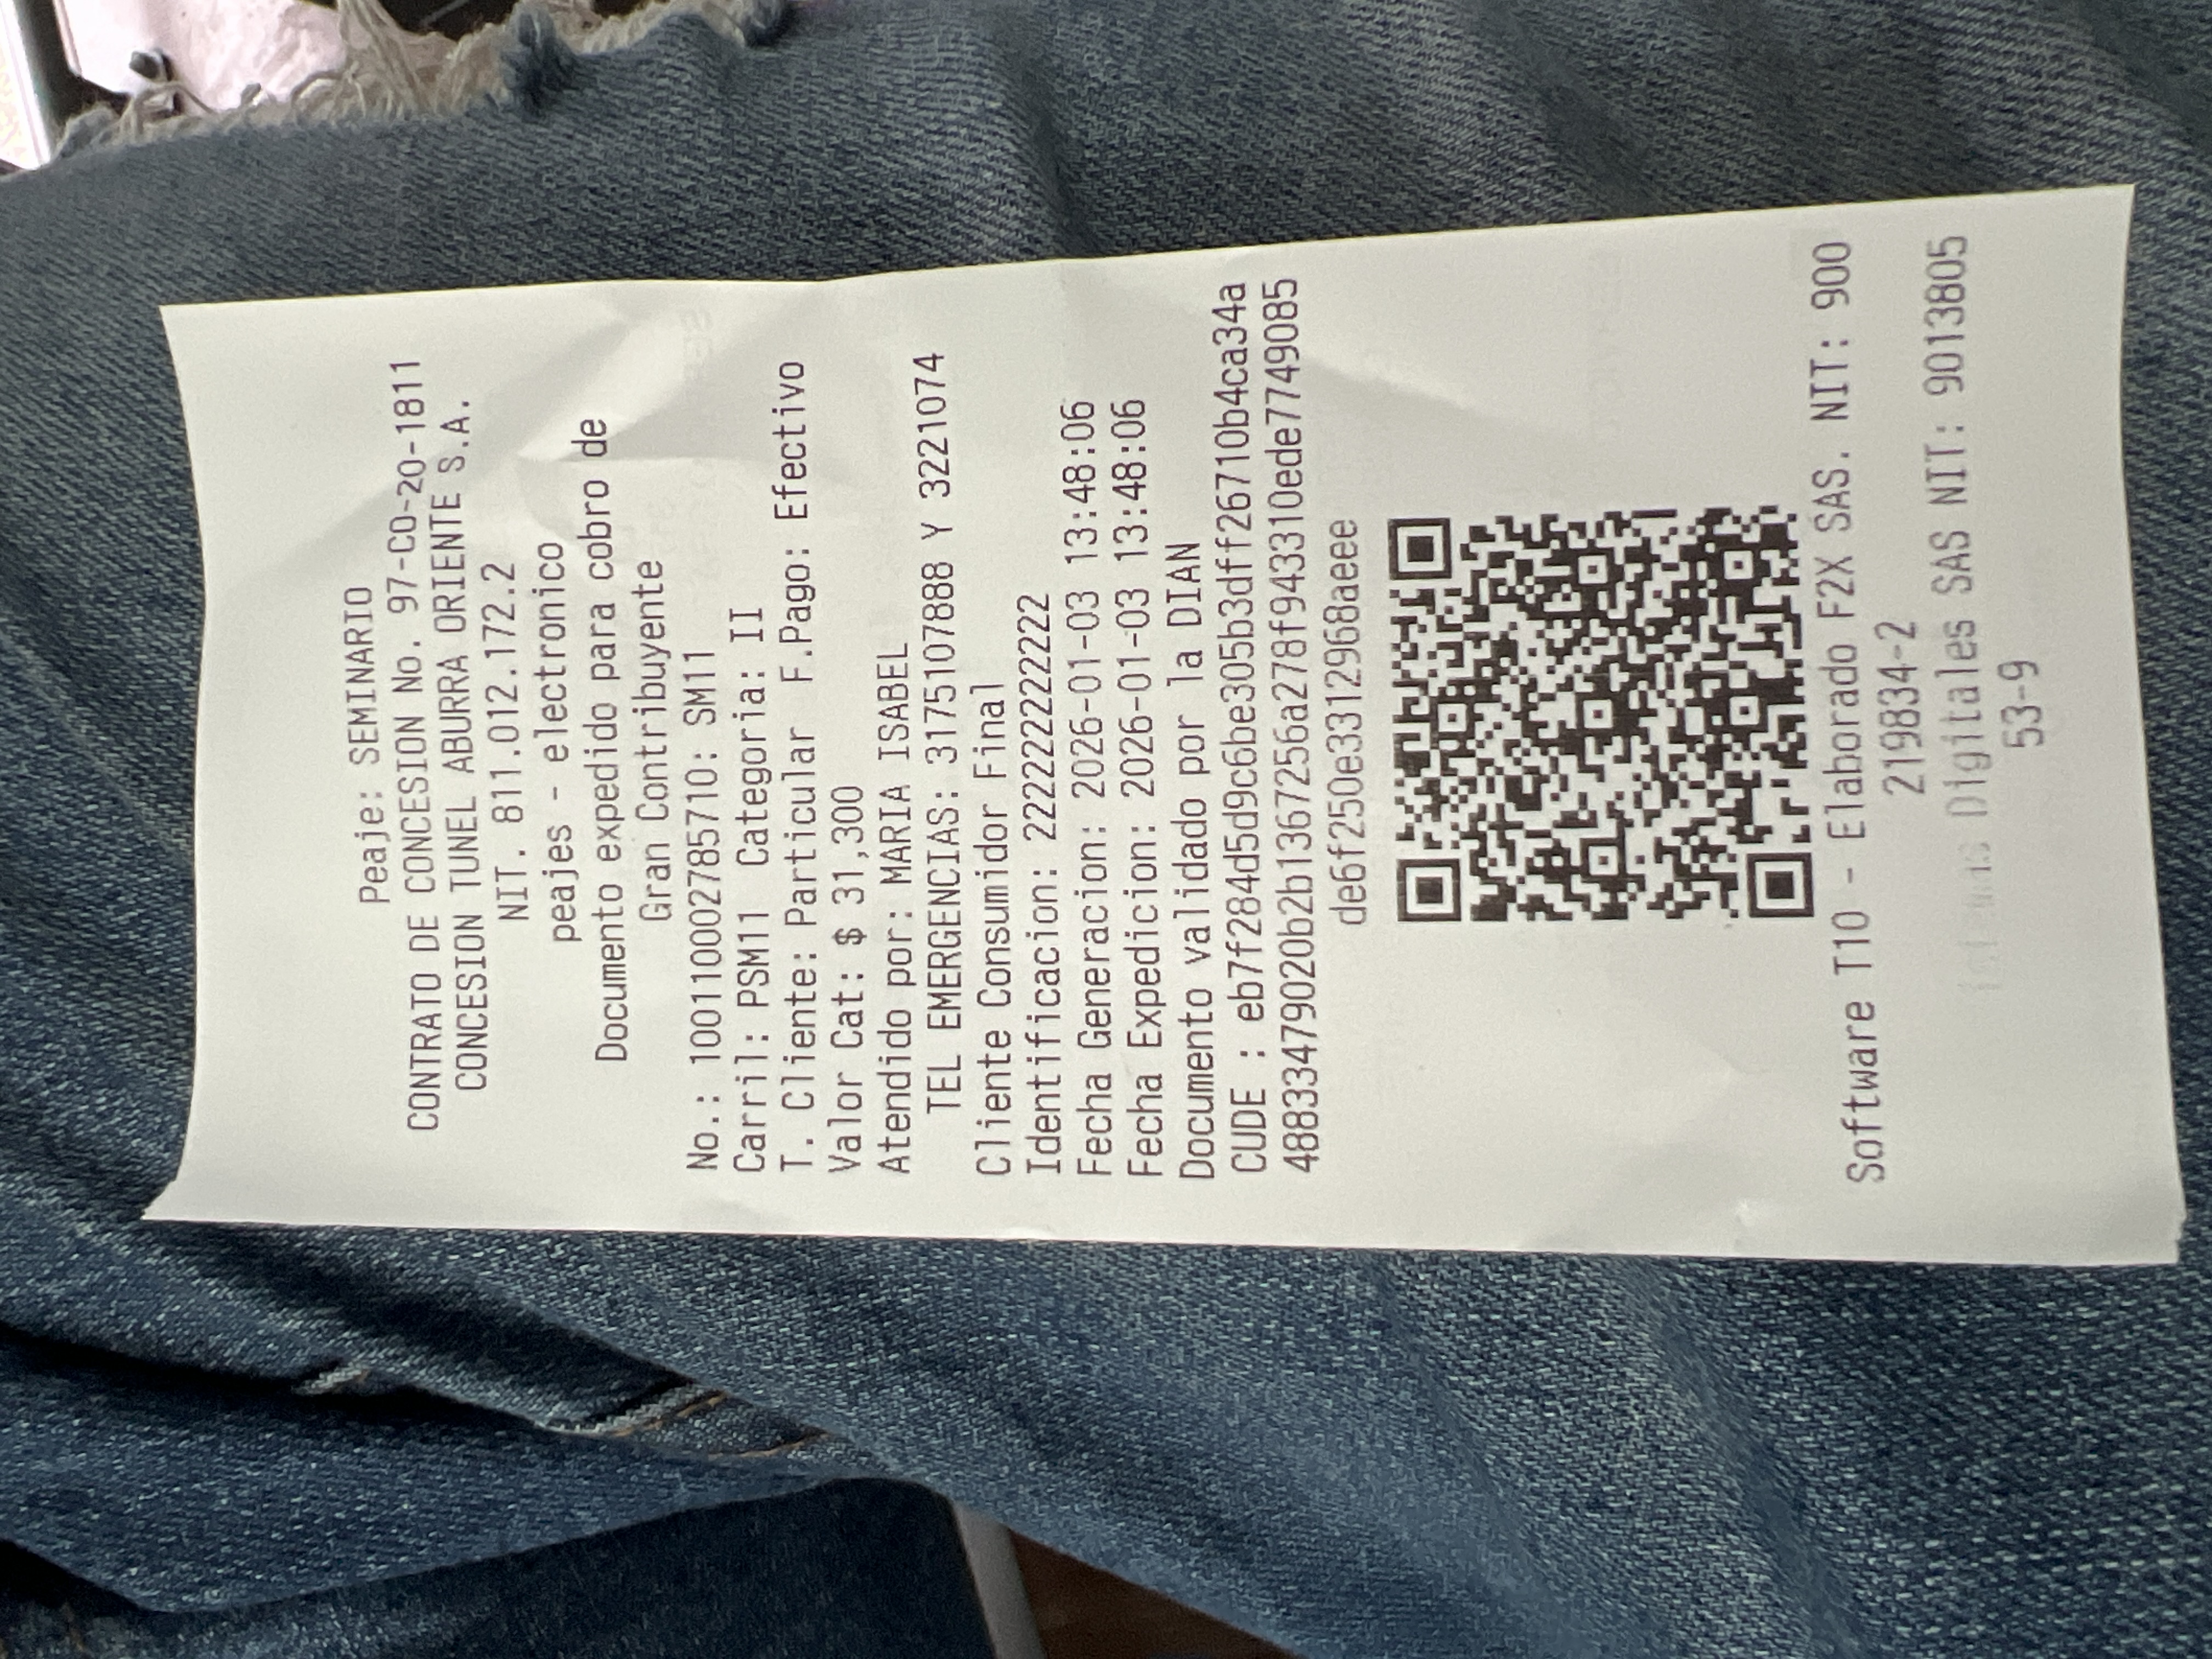 Peaje: SEMINARIO
CONTRATO DE CONCESION No. 97-CO-20-1811
CONCESION TUNEL ABURRA ORIENTE S.A.
NIT. 811.012.172.2
peajes - electronico
Documento expedido para cobro de
Gran Contribuyente
No.: 10011000002785710: SM11
Carril: PSM11 Categoria: II
T. Cliente: Particular F.Pago: Efectivo
Valor Cat: $ 31,300
Atendido por: MARIA ISABEL
TEL EMERGENCIAS: 3175107888 Y 3221074
Cliente Consumidor Final
Identificacion: 222222222222
Fecha Generacion: 2026-01-03 13:48:06
Fecha Expedicion: 2026-01-03 13:48:06
Documento validado por la DIAN
CUDE : eb7f284d5d9c6be305b3dff26710b4ca34a
48833479020b2b1367256a278f943310ede7749085
de6f250e3312968aeee
Software T10 - Elaborado F2X SAS. NIT: 900
219834-2
Digitales SAS NIT: 9013805
53-9